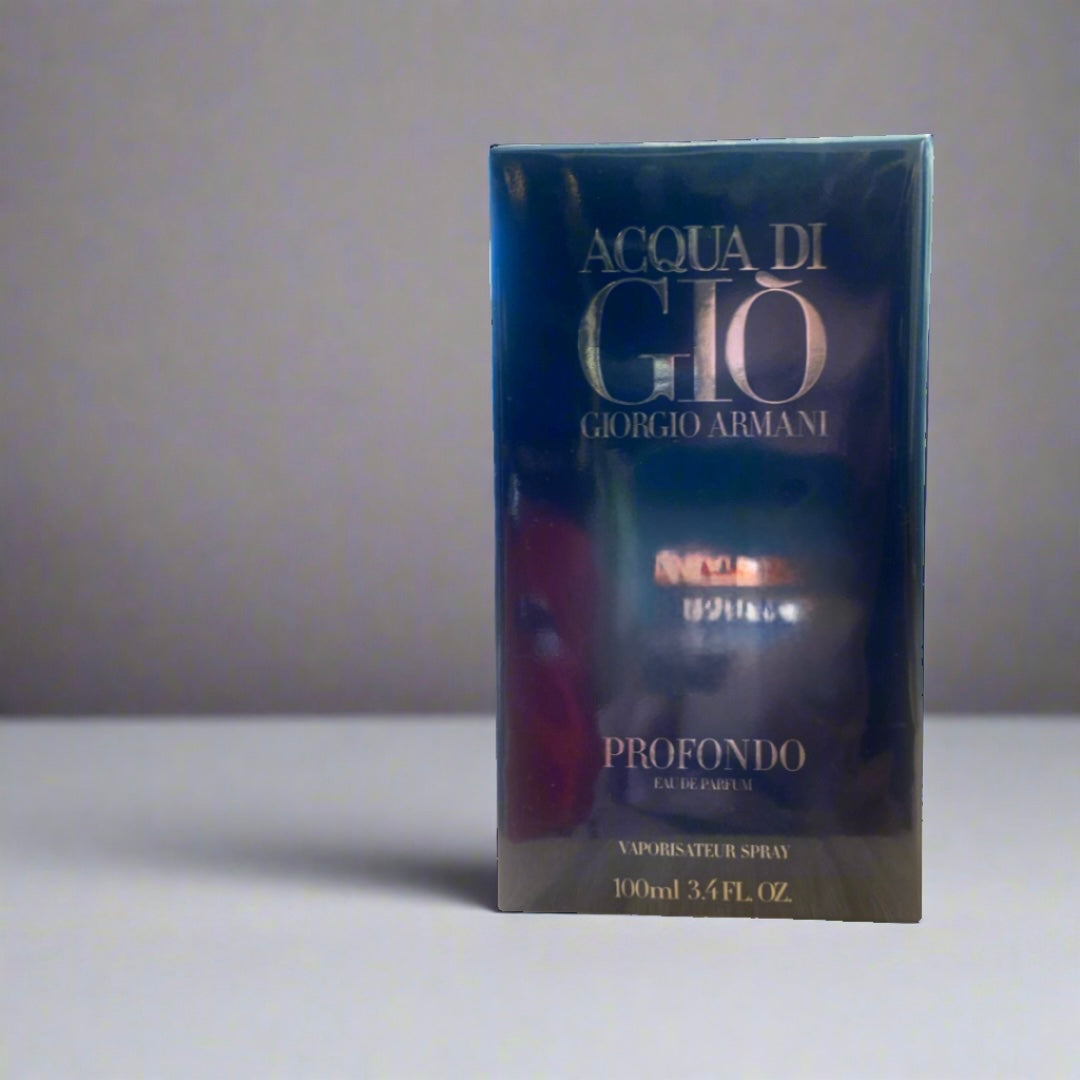 ACQUA DI
GIÒ
GIORGIO ARMANI
PROFONDO
EAU DE PARFUM
VAPORISATEUR SPRAY
100ml 3.4 FL. OZ.